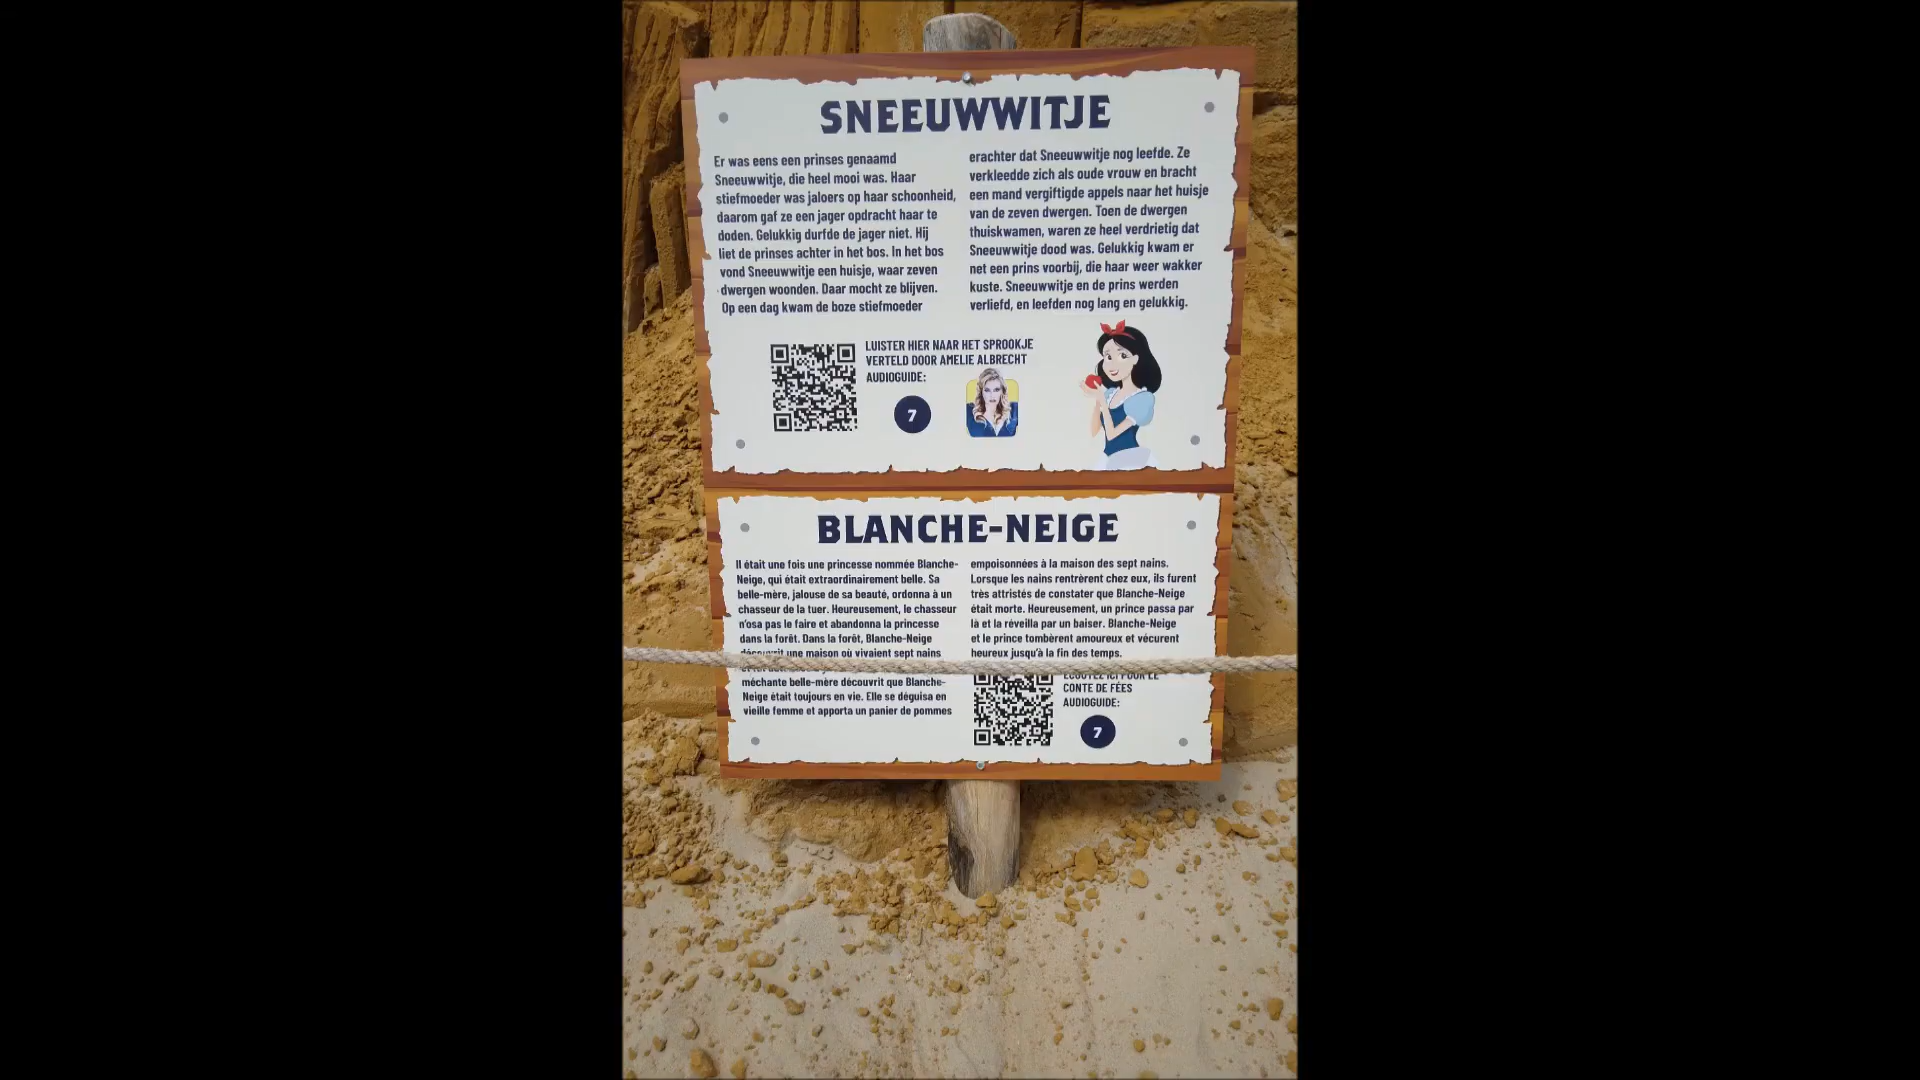 SNEEUWWITJE
Er was eens een prinses genaamd
Sneeuwwitje, die heel mooi was. Haar
stiefmoeder was jaloers op haar schoonheid,
daarom gaf ze een jager opdracht haar te
doden. Gelukkig durfde de jager niet. Hij
liet de prinses achter in het bos. In het bos
vond Sneeuwwitje een huisje, waar zeven
dwergen woonden. Daar mocht ze blijven.
Op een dag kwam de boze stiefmoeder
erachter dat Sneeuwwitje nog leefde. Ze
verkleedde zich als oude vrouw en bracht
een mand vergiftigde appels naar het huisje
van de zeven dwergen. Toen de dwergen
thuiskwamen, waren ze heel verdrietig dat
Sneeuwwitje dood was. Gelukkig kwam er
net een prins voorbij, die haar weer wakker
kuste. Sneeuwwitje en de prins werden
verliefd, en leefden nog lang en gelukkig.
LUISTER HIER NAAR HET SPROOKJE
VERTELD DOOR AMELIE ALBRECHT
AUDIOGUIDE:
7
BLANCHE-NEIGE
Il était une fois une princesse nommée Blanche-
Neige, qui était extraordinairement belle. Sa
belle-mère, jalouse de sa beauté, ordonna à un
chasseur de la tuer. Heureusement, le chasseur
n'osa pas le faire et abandonna la princesse
dans la forêt. Dans la forêt, Blanche-Neige
découvrit une maison où vivaient sept nains
méchante belle-mère découvrit que Blanche-
Neige était toujours en vie. Elle se déguisa en
vieille femme et apporta un panier de pommes
empoisonnées à la maison des sept nains.
Lorsque les nains rentrèrent chez eux, ils furent
très attristés de constater que Blanche-Neige
était morte. Heureusement, un prince passa par
là et la réveilla par un baiser. Blanche-Neige
et le prince tombèrent amoureux et vécurent
heureux jusqu'à la fin des temps.
ÉCOUTEZ ICI POUR LE
CONTE DE FÉES
AUDIOGUIDE:
7